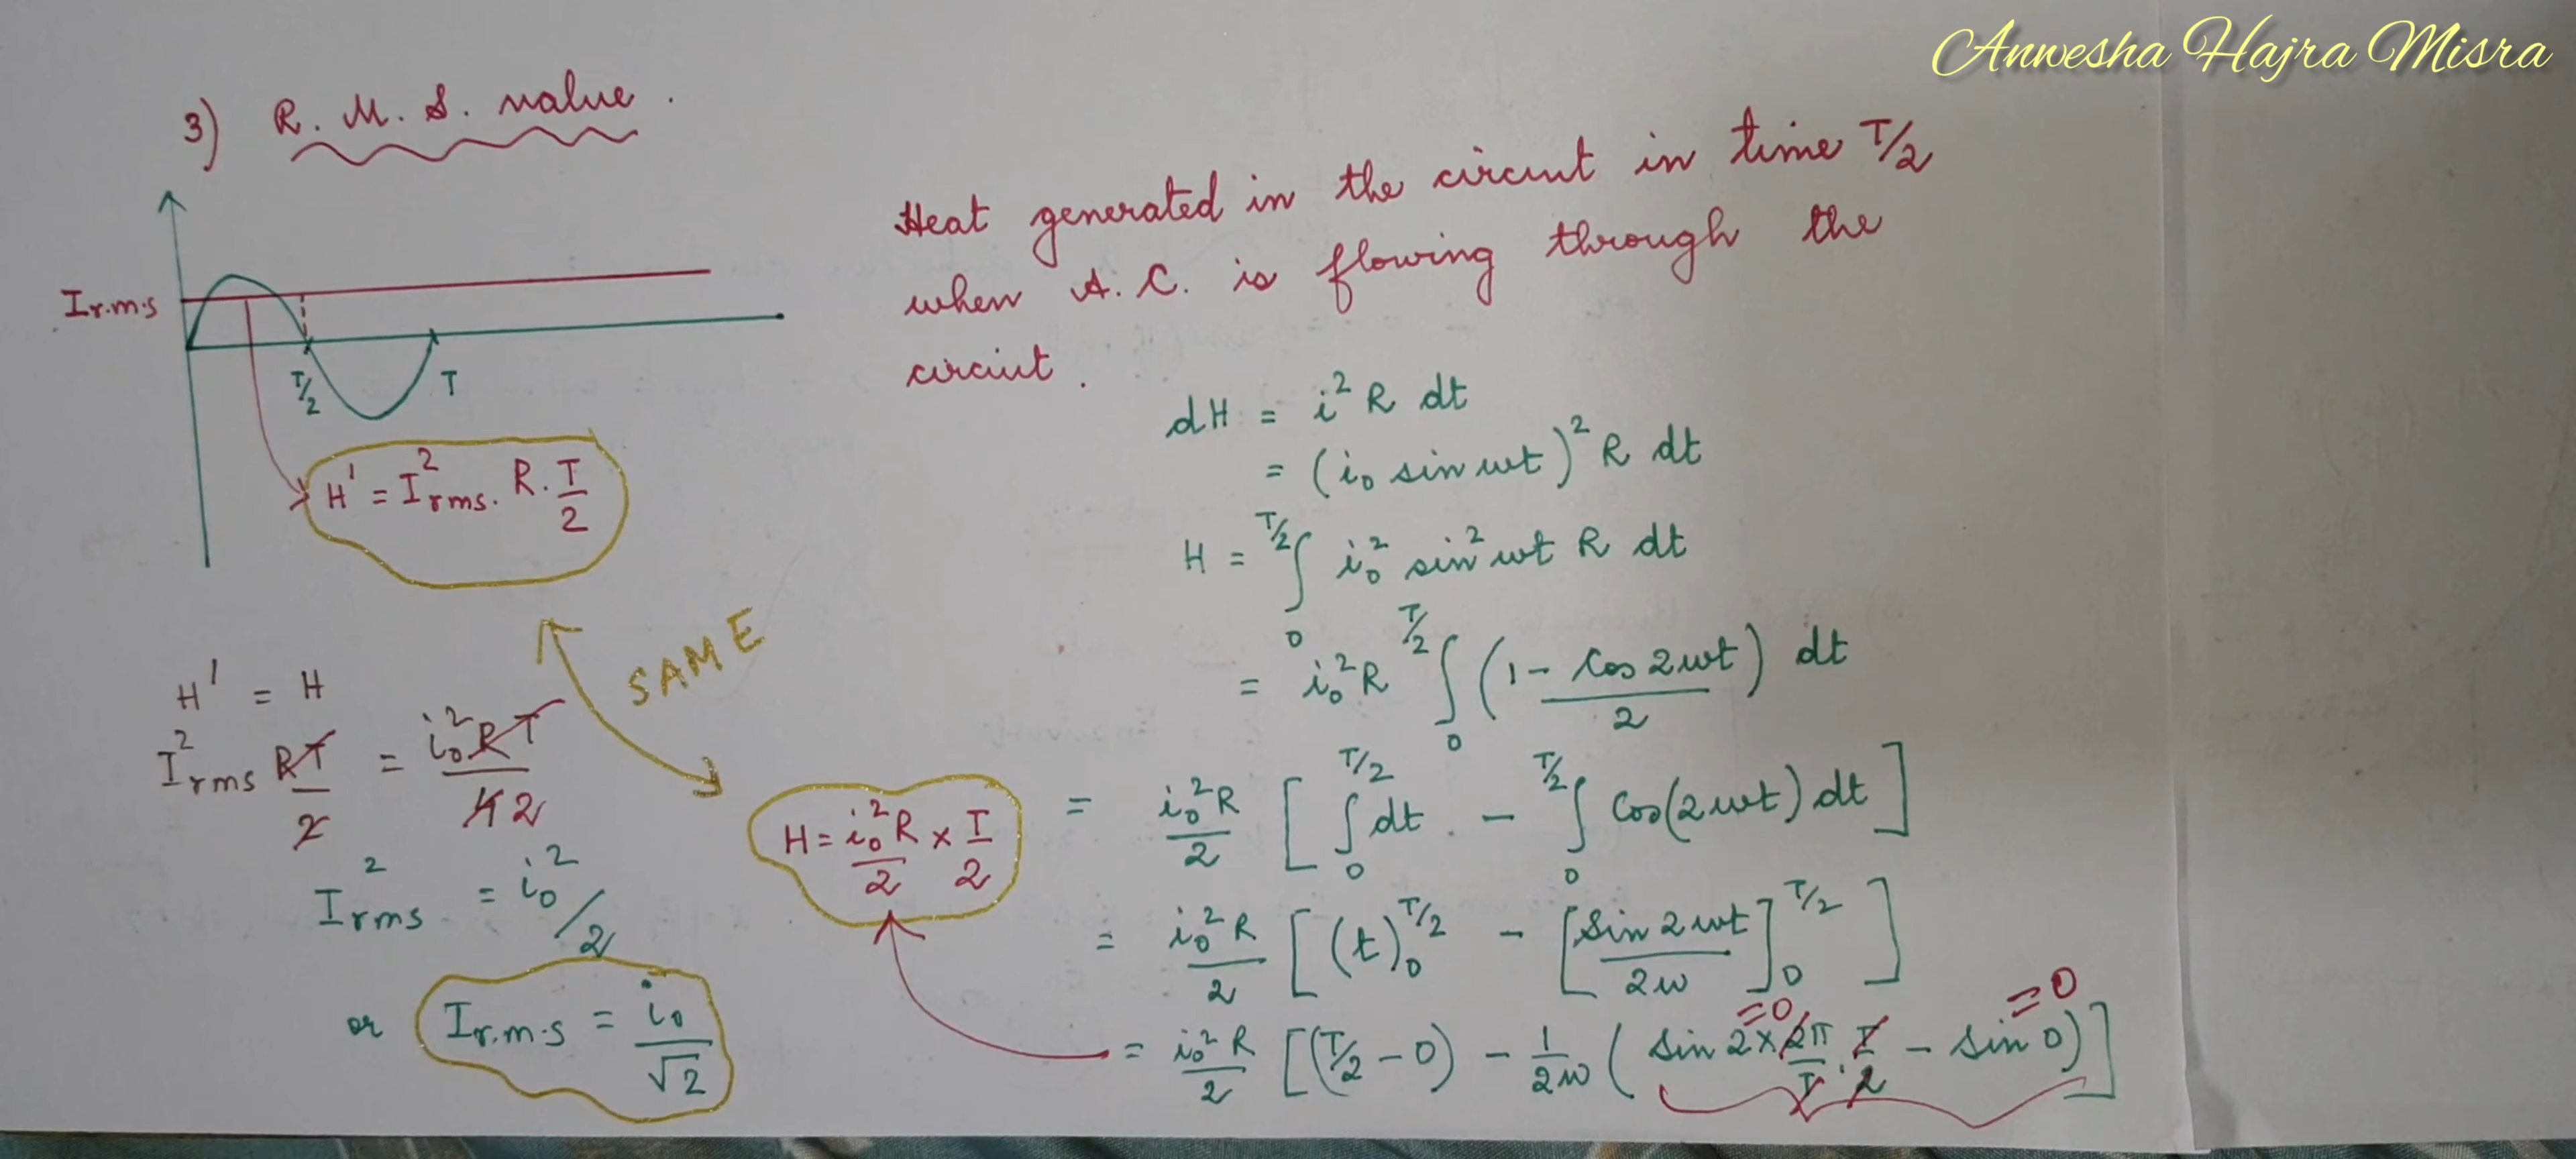 Anwesha Hajra Misra
3) R. M. S. value.
Ir.m.s
T/2
T
H' = I²rms. R. T/2
Heat generated in the circuit in time T/2
when A.C. is flowing through the
circuit.
dH = i² R dt
= (i₀ sin ωt)² R dt
H = ∫₀^T/2 i₀² sin² ωt R dt
= i₀²R ∫₀^T/2 (1 - cos 2ωt)/2 dt
= i₀²R/2 [ ∫₀^T/2 dt - ∫₀^T/2 cos(2ωt) dt ]
= i₀²R/2 [ (t)₀^T/2 - [sin 2ωt/2ω]₀^T/2 ]
= i₀²R/2 [(T/2 - 0) - 1/2ω ( sin 2×2π/T . T/2 - sin 0)]
=0
=0
SAME
H = i₀²R/2 × T/2
H' = H
I²rms RT/2 = i₀²RT/4 2
I²rms = i₀²/2
or Ir.m.s = i₀/√2